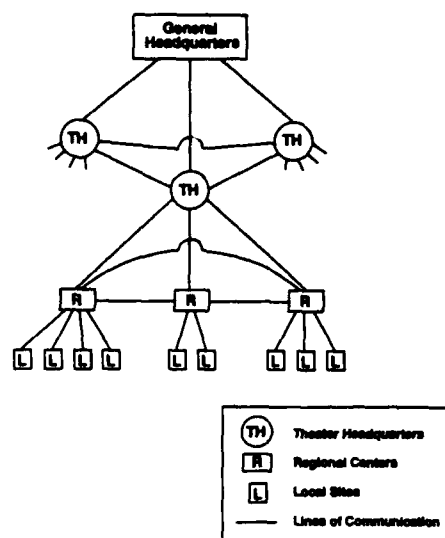 General
Headquarters
TH
TH
TH
R
R
R
L
L
L
L
L
L
L
L
L
TH Theater Headquarters
R Regional Centers
L Local Sites
Lines of Communication